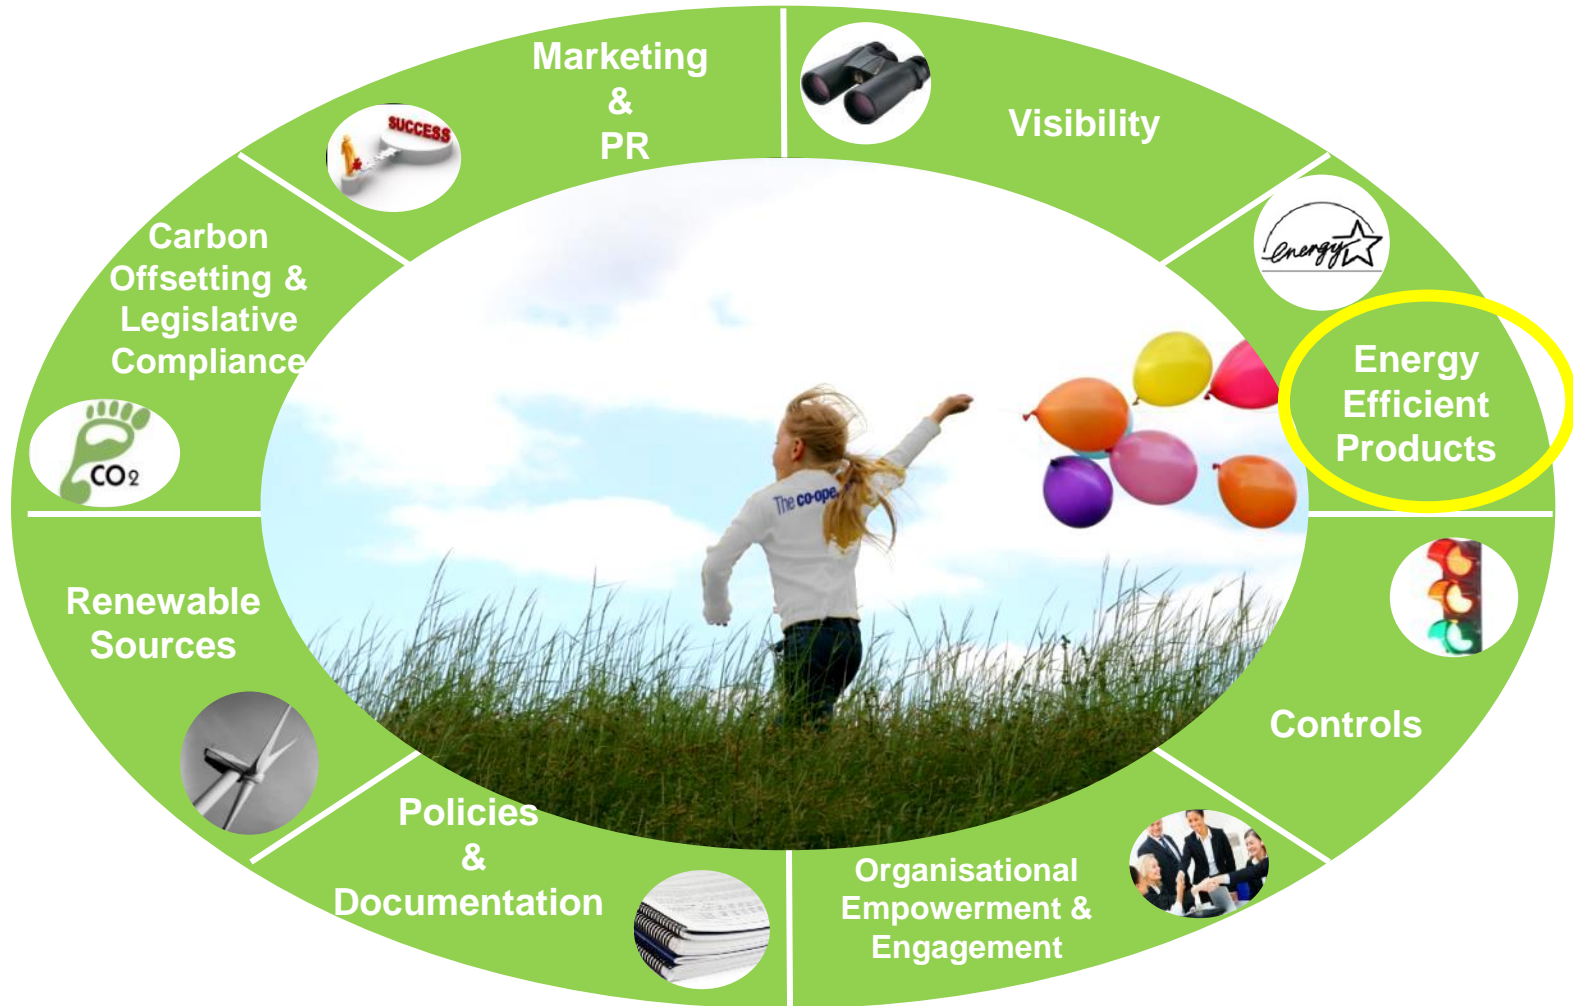 Marketing
&
PR
SUCCESS
Visibility
energy
Energy
Efficient
Products
Controls
Organisational
Empowerment &
Engagement
Policies
&
Documentation
Renewable
Sources
Carbon
Offsetting &
Legislative
Compliance
CO2
The co-ope